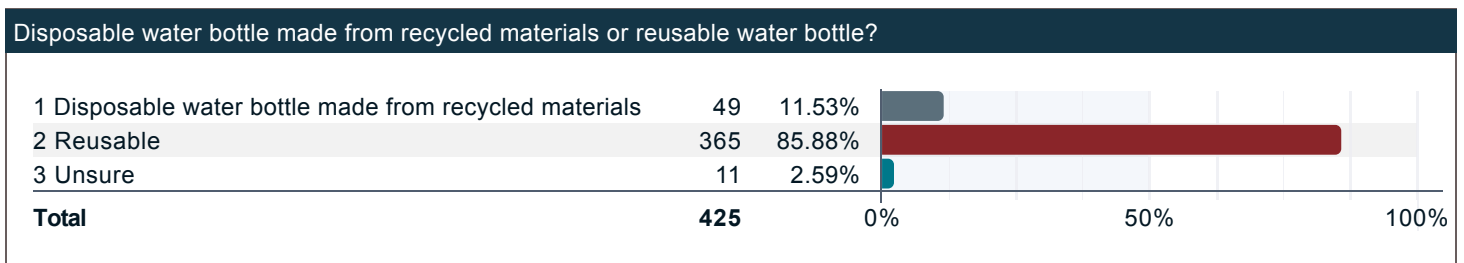 Disposable water bottle made from recycled materials or reusable water bottle?
1 Disposable water bottle made from recycled materials 49 11.53%
2 Reusable 365 85.88%
3 Unsure 11 2.59%
Total 425 0% 50% 100%